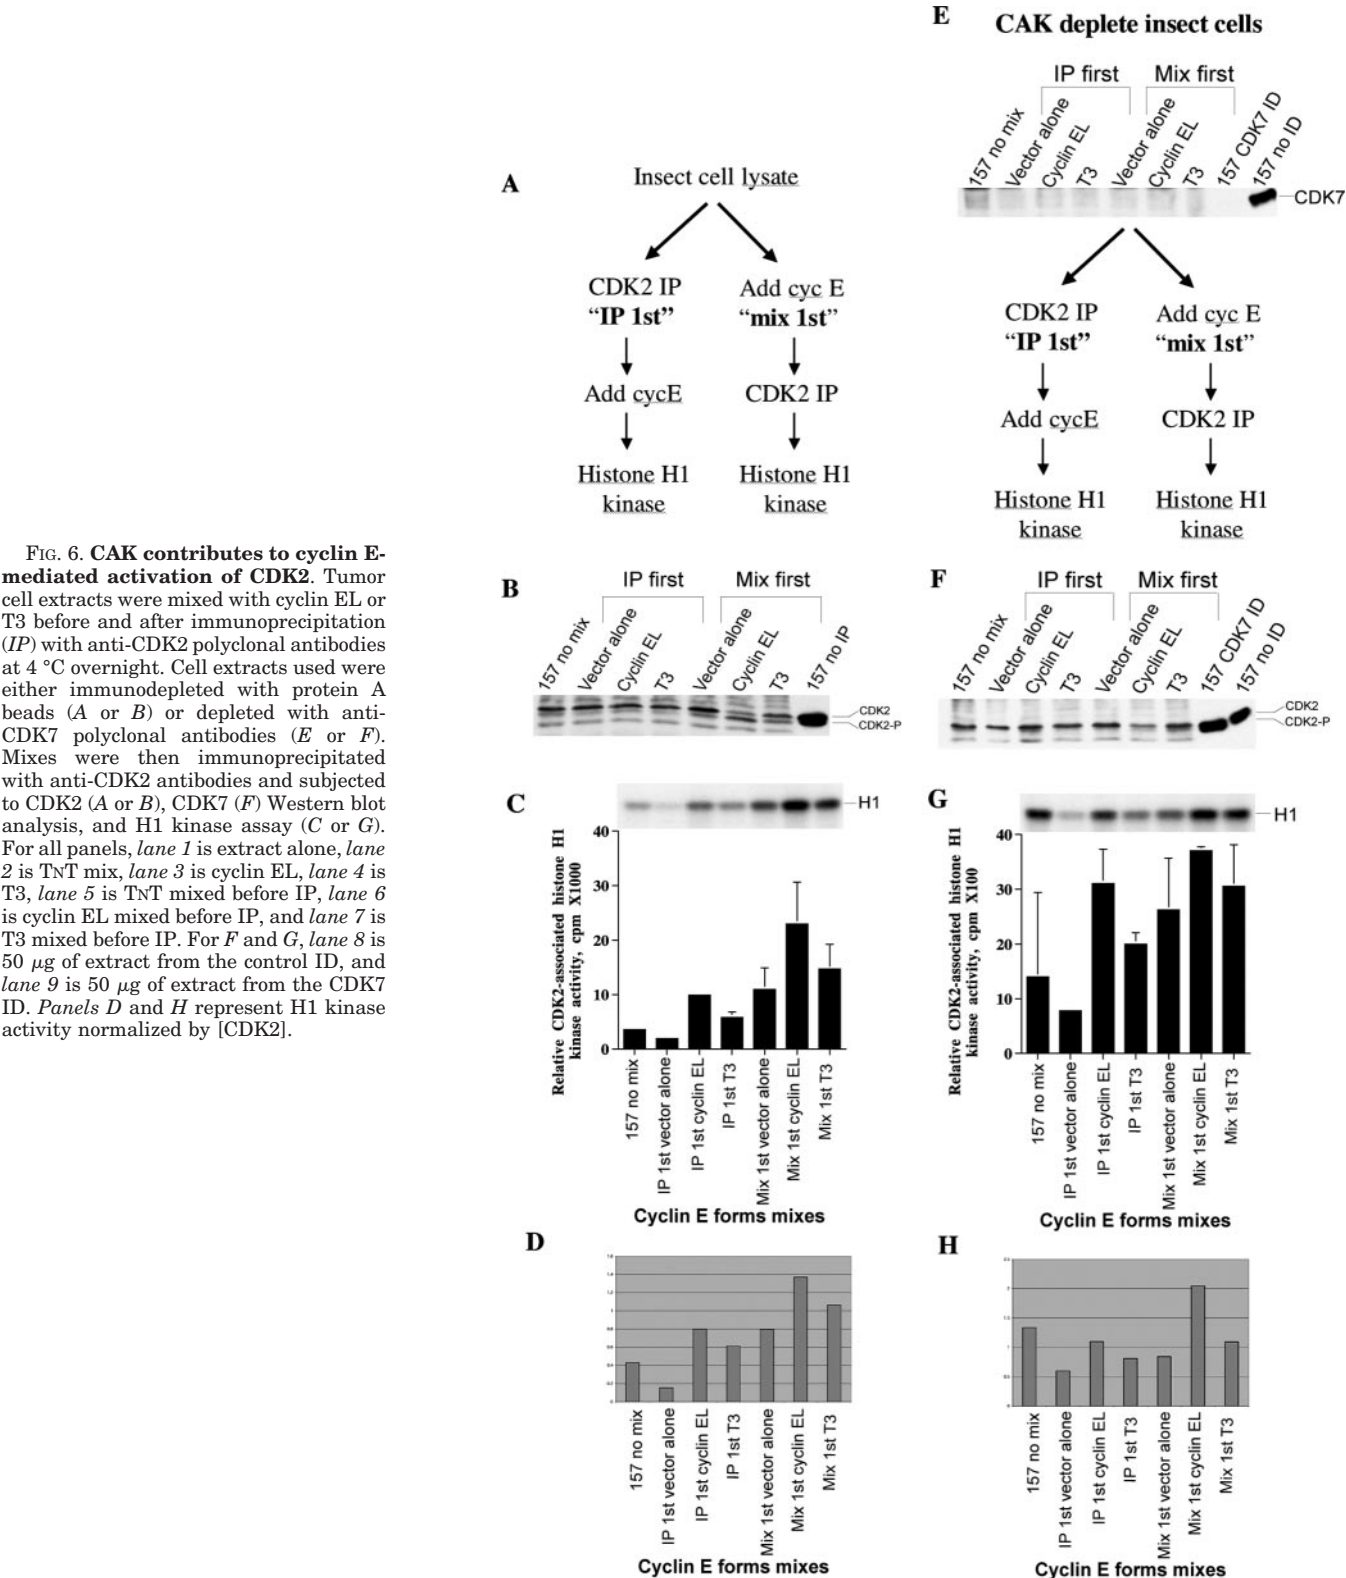 FIG. 6. CAK contributes to cyclin E-
mediated activation of CDK2. Tumor
cell extracts were mixed with cyclin EL or
T3 before and after immunoprecipitation
(IP) with anti-CDK2 polyclonal antibodies
at 4 °C overnight. Cell extracts used were
either immunodepleted with protein A
beads (A or B) or depleted with anti-
CDK7 polyclonal antibodies (E or F).
Mixes were then immunoprecipitated
with anti-CDK2 antibodies and subjected
to CDK2 (A or B), CDK7 (F) Western blot
analysis, and H1 kinase assay (C or G).
For all panels, lane 1 is extract alone, lane
2 is TNT mix, lane 3 is cyclin EL, lane 4 is
T3, lane 5 is TNT mixed before IP, lane 6
is cyclin EL mixed before IP, and lane 7 is
T3 mixed before IP. For F and G, lane 8 is
50 μg of extract from the control ID, and
lane 9 is 50 μg of extract from the CDK7
ID. Panels D and H represent H1 kinase
activity normalized by [CDK2].
A
Insect cell lysate
CDK2 IP
"IP 1st"
Add cyc E
"mix 1st"
Add cycE
CDK2 IP
Histone H1
kinase
Histone H1
kinase
B
IP first
Mix first
157 no mix
Vector alone
Cyclin EL
T3
Vector alone
Cyclin EL
T3
157 no IP
CDK2
CDK2-P
C
H1
Relative CDK2-associated histone H1
kinase activity, cpm X1000
40
30
20
10
0
157 no mix
IP 1st vector alone
IP 1st cyclin EL
IP 1st T3
Mix 1st vector alone
Mix 1st cyclin EL
Mix 1st T3
Cyclin E forms mixes
D
157 no mix
IP 1st vector alone
IP 1st cyclin EL
IP 1st T3
Mix 1st vector alone
Mix 1st cyclin EL
Mix 1st T3
Cyclin E forms mixes
E
CAK deplete insect cells
IP first
Mix first
157 no mix
Vector alone
Cyclin EL
T3
Vector alone
Cyclin EL
T3
157 CDK7 ID
157 no ID
CDK7
CDK2 IP
"IP 1st"
Add cyc E
"mix 1st"
Add cycE
CDK2 IP
Histone H1
kinase
Histone H1
kinase
F
IP first
Mix first
157 no mix
Vector alone
Cyclin EL
T3
Vector alone
Cyclin EL
T3
157 CDK7 ID
157 no ID
CDK2
CDK2-P
G
H1
Relative CDK2-associated histone H1
kinase activity, cpm X100
40
30
20
10
0
157 no mix
IP 1st vector alone
IP 1st cyclin EL
IP 1st T3
Mix 1st vector alone
Mix 1st cyclin EL
Mix 1st T3
Cyclin E forms mixes
H
157 no mix
IP 1st vector alone
IP 1st cyclin EL
IP 1st T3
Mix 1st vector alone
Mix 1st cyclin EL
Mix 1st T3
Cyclin E forms mixes